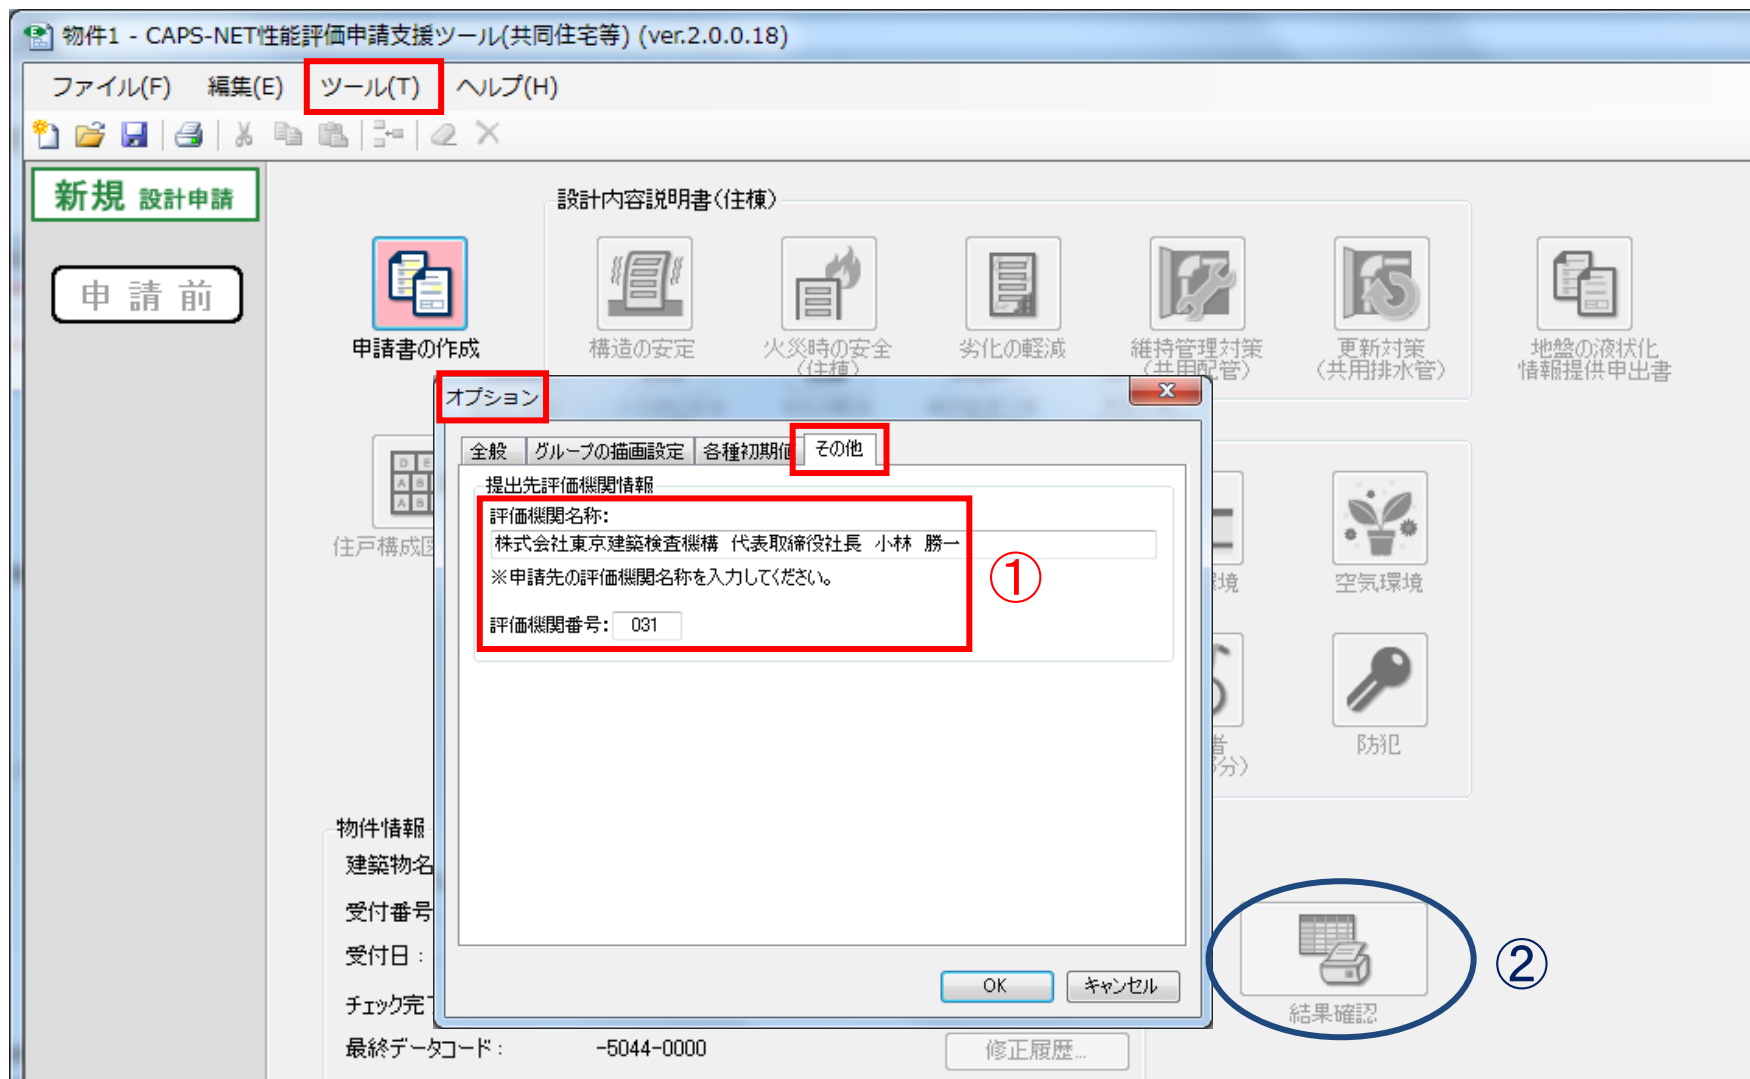 物件1 - CAPS-NET性能評価申請支援ツール(共同住宅等) (ver.2.0.0.18)
ファイル(F) 編集(E) ツール(T) ヘルプ(H)
新規 設計申請
申請前
設計内容説明書(住棟)
申請書の作成
構造の安定
火災時の安全
(住棟)
劣化の軽減
維持管理対策
(共用配管)
更新対策
(共用排水管)
地盤の液状化
情報提供申出書
オプション
全般 グループの描画設定 各種初期値 その他
提出先評価機関情報
評価機関名称:
株式会社東京建築検査機構 代表取締役社長 小林 勝一
※申請先の評価機関名称を入力してください。
評価機関番号: 031
①
住戸構成図
境
空気環境
者
分)
防犯
物件情報
建築物名
受付番号
受付日:
チェック完了
最終データコード: -5044-0000
OK キャンセル
修正履歴...
結果確認
②